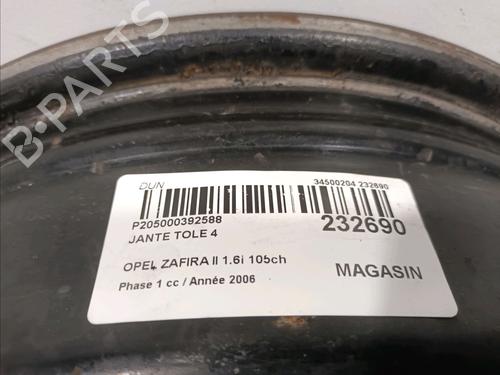 B-PARTS
DUN
34500204 232690
P205000392588
232690
JANTE TOLE 4
OPEL ZAFIRA II 1.6i 105ch
MAGASIN
Phase 1 cc / Année 2006